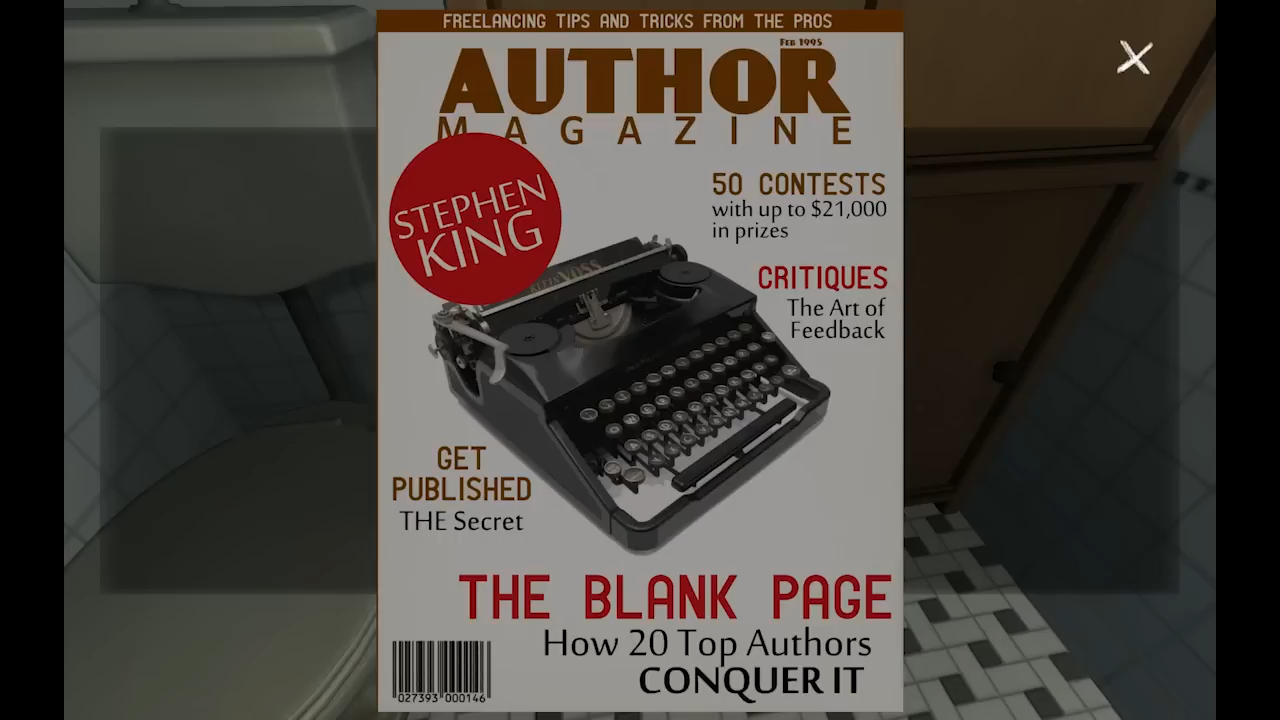 FREELANCING TIPS AND TRICKS FROM THE PROS
FEB 1995
AUTHOR
MAGAZINE
STEPHEN
KING
50 CONTESTS
with up to $21,000
in prizes
CRITIQUES
The Art of
Feedback
VOSS
GET
PUBLISHED
THE Secret
THE BLANK PAGE
How 20 Top Authors
CONQUER IT
027393 000146